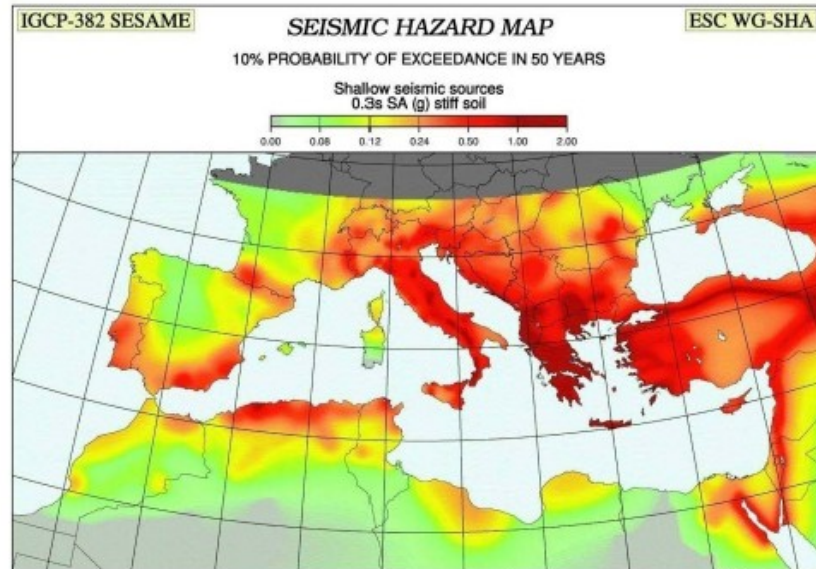 IGCP-382 SESAME
SEISMIC HAZARD MAP
ESC WG-SHA
10% PROBABILITY OF EXCEEDANCE IN 50 YEARS
Shallow seismic sources
0.3s SA (g) stiff soil
0.00 0.08 0.12 0.24 0.50 1.00 2.00